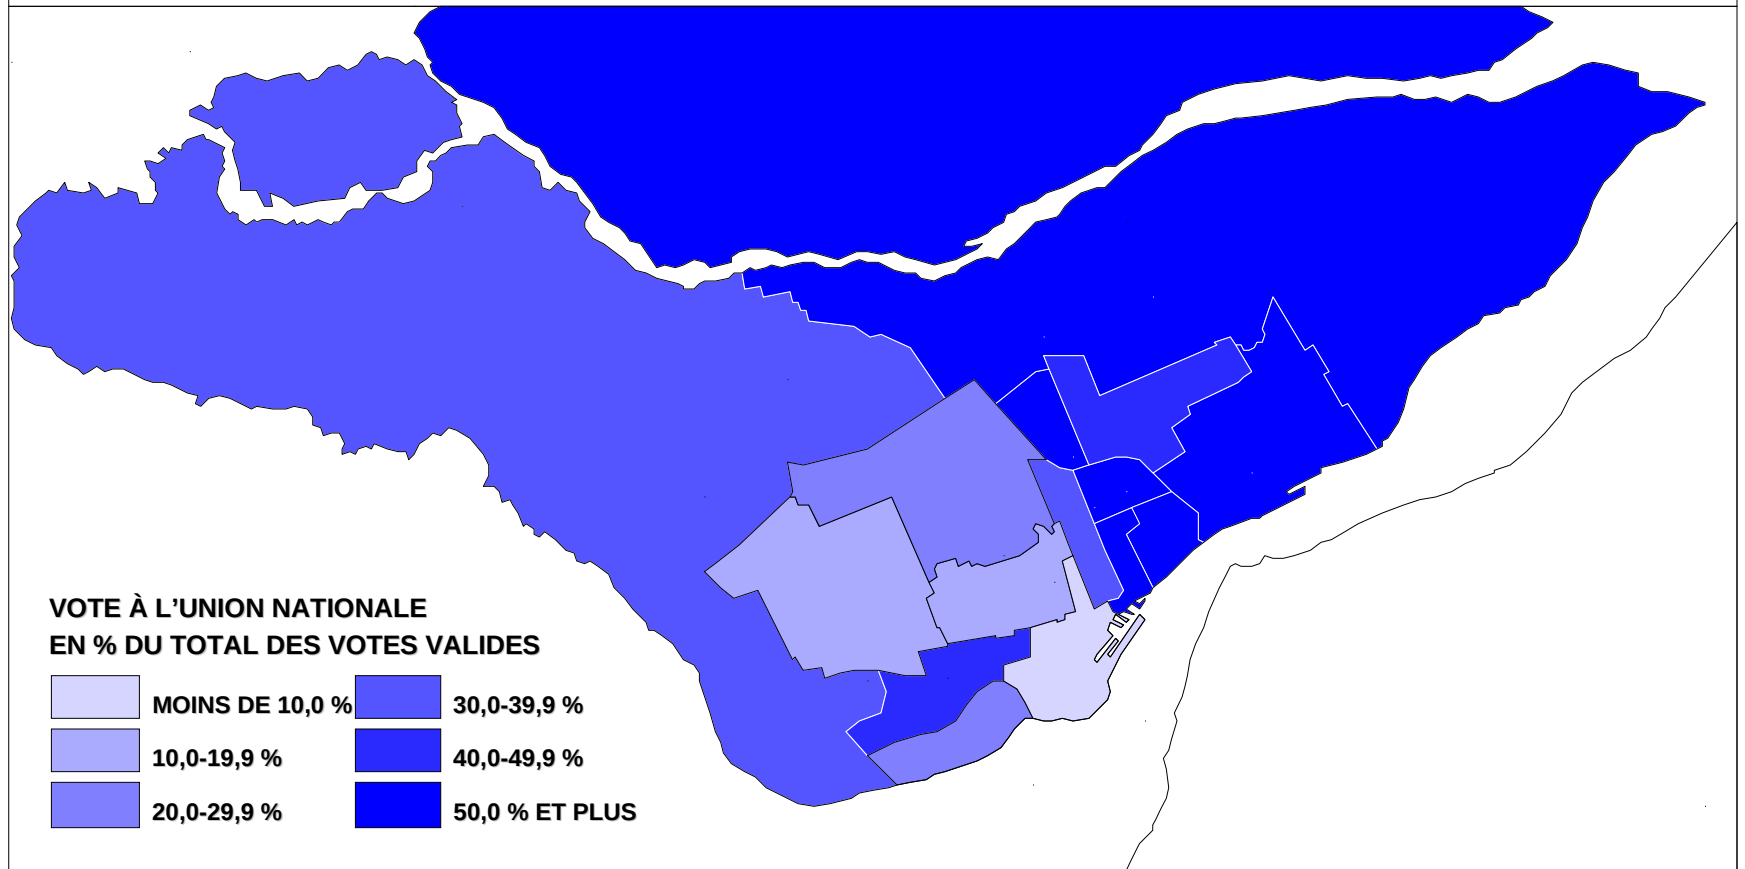 VOTE À L’UNION NATIONALE
EN % DU TOTAL DES VOTES VALIDES
MOINS DE 10,0 %
10,0-19,9 %
20,0-29,9 %
30,0-39,9 %
40,0-49,9 %
50,0 % ET PLUS